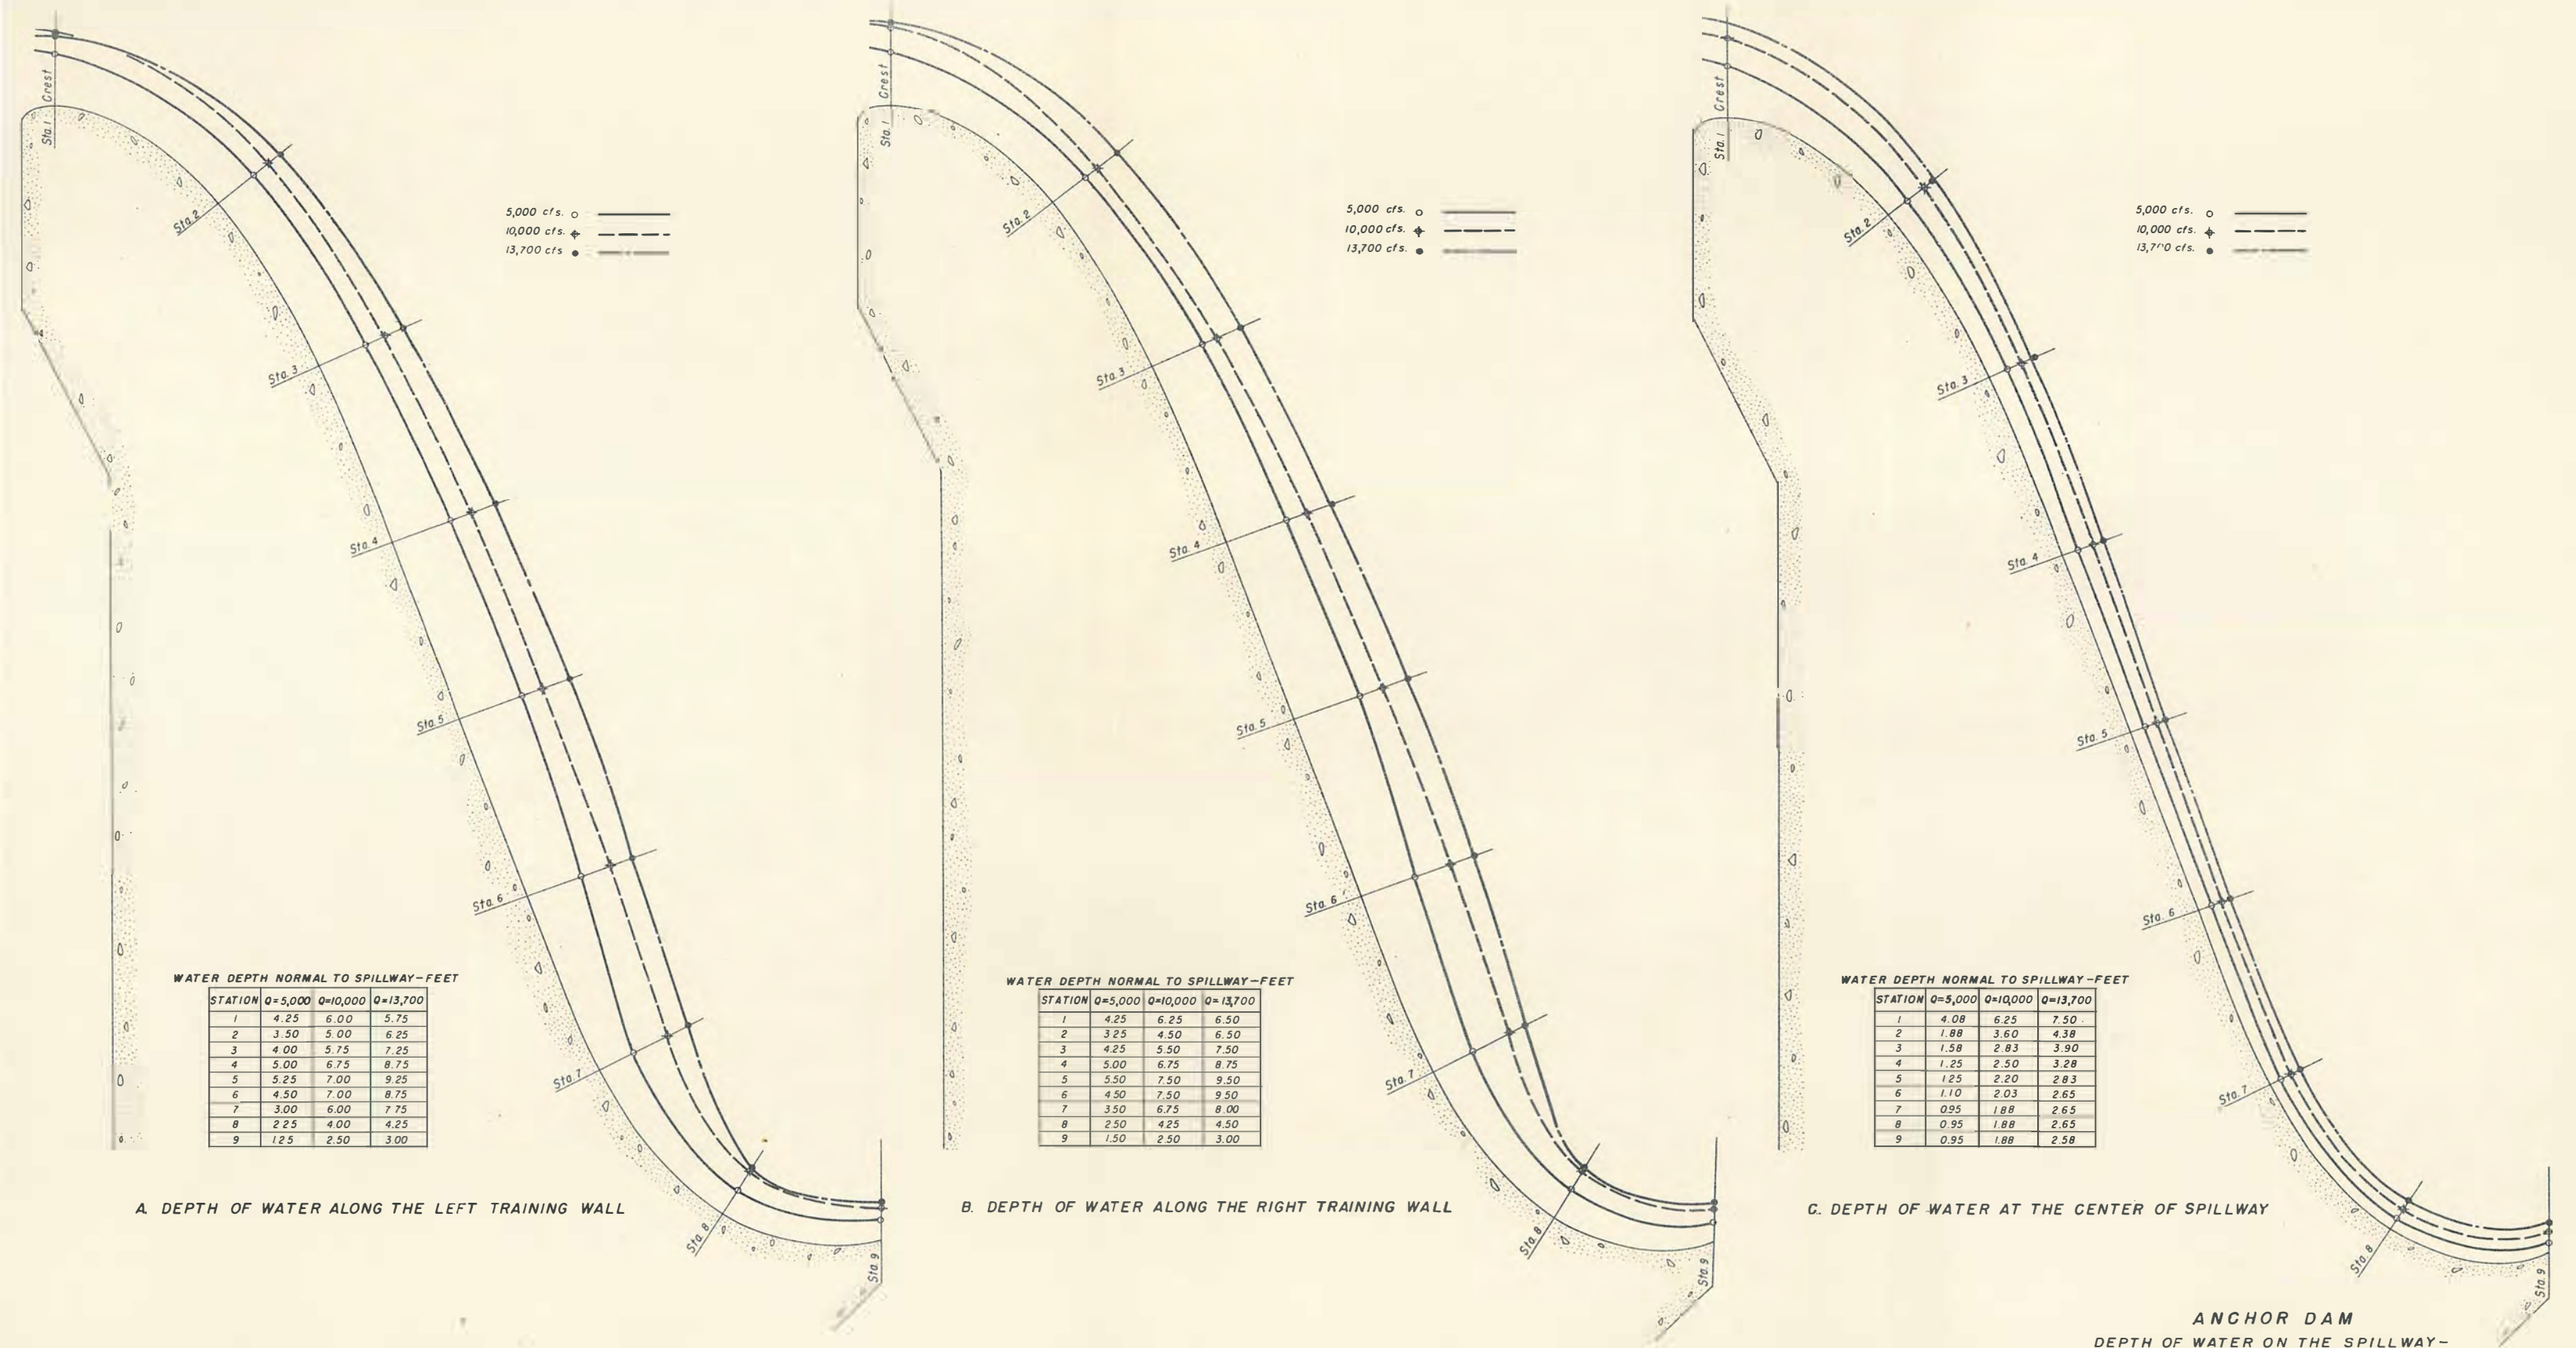 Sta. 1 Crest
Sta. 2
Sta. 3
Sta. 4
Sta. 5
Sta. 6
Sta. 7
Sta. 8
Sta. 9
5,000 cfs.
10,000 cfs.
13,700 cfs
WATER DEPTH NORMAL TO SPILLWAY-FEET
STATION Q=5,000 Q=10,000 Q=13,700
1 4.25 6.00 5.75
2 3.50 5.00 6.25
3 4.00 5.75 7.25
4 5.00 6.75 8.75
5 5.25 7.00 9.25
6 4.50 7.00 8.75
7 3.00 6.00 7.75
8 2.25 4.00 4.25
9 1.25 2.50 3.00
A. DEPTH OF WATER ALONG THE LEFT TRAINING WALL
Sta. 1 Crest
Sta. 2
Sta. 3
Sta. 4
Sta. 5
Sta. 6
Sta. 7
Sta. 8
Sta. 9
5,000 cfs.
10,000 cfs.
13,700 cfs.
WATER DEPTH NORMAL TO SPILLWAY-FEET
STATION Q=5,000 Q=10,000 Q=13,700
1 4.25 6.25 6.50
2 3.25 4.50 6.50
3 4.25 5.50 7.50
4 5.00 6.75 8.75
5 5.50 7.50 9.50
6 4.50 7.50 9.50
7 3.50 6.75 8.00
8 2.50 4.25 4.50
9 1.50 2.50 3.00
B. DEPTH OF WATER ALONG THE RIGHT TRAINING WALL
Sta. 1 Crest
Sta. 2
Sta. 3
Sta. 4
Sta. 5
Sta. 6
Sta. 7
Sta. 8
Sta. 9
5,000 cfs.
10,000 cfs.
13,700 cfs.
WATER DEPTH NORMAL TO SPILLWAY-FEET
STATION Q=5,000 Q=10,000 Q=13,700
1 4.08 6.25 7.50
2 1.88 3.60 4.38
3 1.58 2.83 3.90
4 1.25 2.50 3.28
5 1.25 2.20 2.83
6 1.10 2.03 2.65
7 0.95 1.88 2.65
8 0.95 1.88 2.65
9 0.95 1.88 2.58
C. DEPTH OF WATER AT THE CENTER OF SPILLWAY
ANCHOR DAM
DEPTH OF WATER ON THE SPILLWAY-